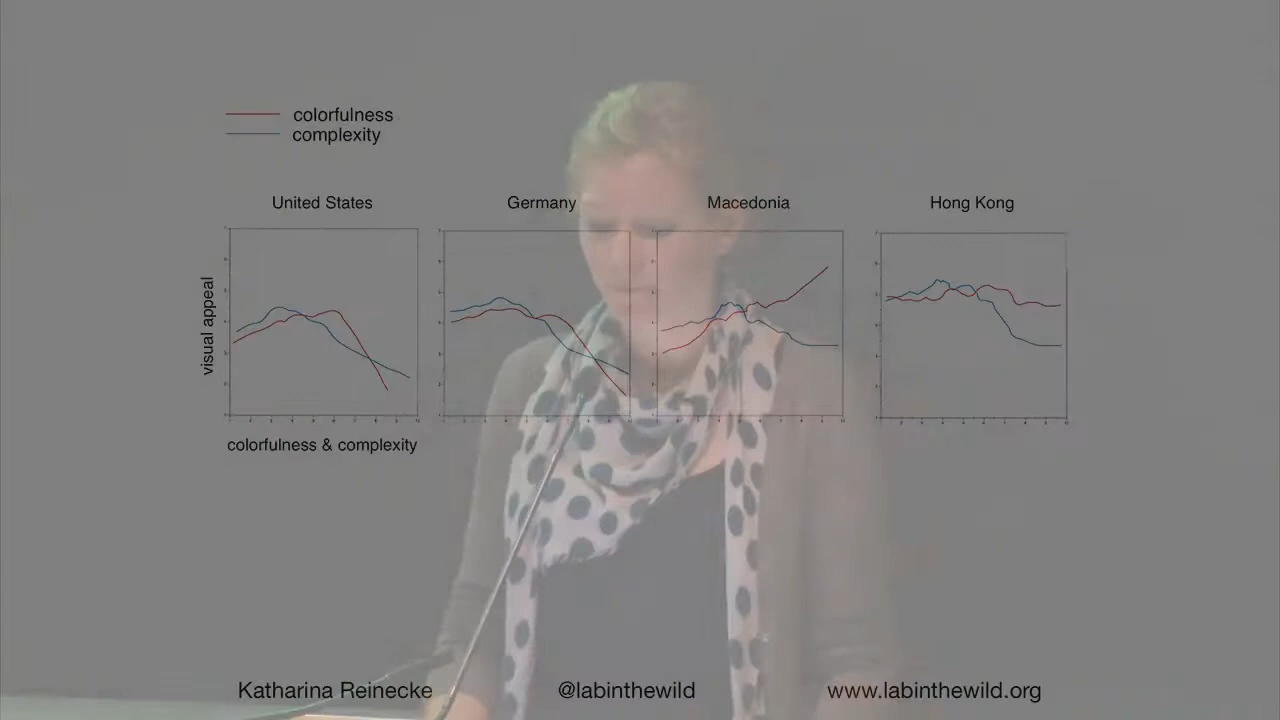 colorfulness
complexity
United States
Germany
Macedonia
Hong Kong
visual appeal
colorfulness & complexity
Katharina Reinecke
@labinthewild
www.labinthewild.org